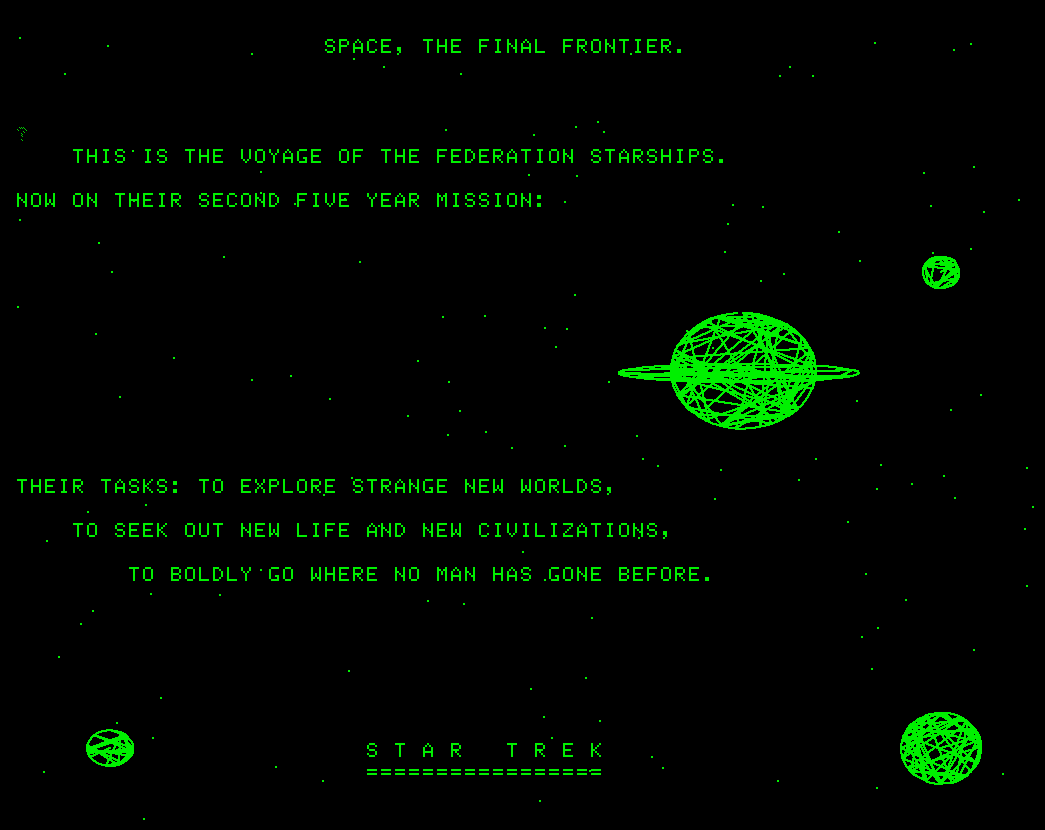 SPACE, THE FINAL FRONTIER.
?
THIS IS THE VOYAGE OF THE FEDERATION STARSHIPS.
NOW ON THEIR SECOND FIVE YEAR MISSION:
THEIR TASKS: TO EXPLORE STRANGE NEW WORLDS,
TO SEEK OUT NEW LIFE AND NEW CIVILIZATIONS,
TO BOLDLY GO WHERE NO MAN HAS GONE BEFORE.
S T A R   T R E K
=================